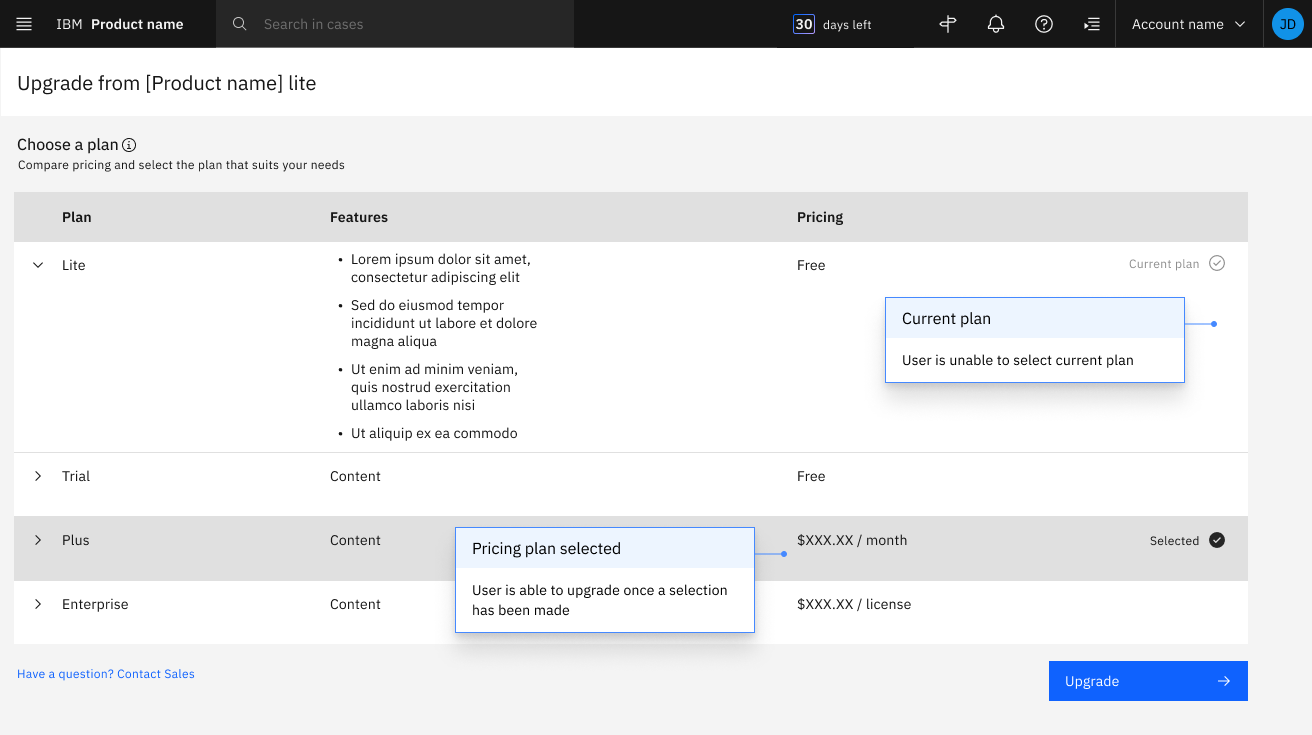 IBM Product name
Search in cases
30 days left
Account name
JD
Upgrade from [Product name] lite
Choose a plan
Compare pricing and select the plan that suits your needs
Plan Features Pricing
Lite
• Lorem ipsum dolor sit amet,
consectetur adipiscing elit
• Sed do eiusmod tempor
incididunt ut labore et dolore
magna aliqua
• Ut enim ad minim veniam,
quis nostrud exercitation
ullamco laboris nisi
• Ut aliquip ex ea commodo
Free
Current plan
Current plan
User is unable to select current plan
Trial Content Free
Plus Content $XXX.XX / month Selected
Pricing plan selected
User is able to upgrade once a selection
has been made
Enterprise Content $XXX.XX / license
Have a question? Contact Sales
Upgrade